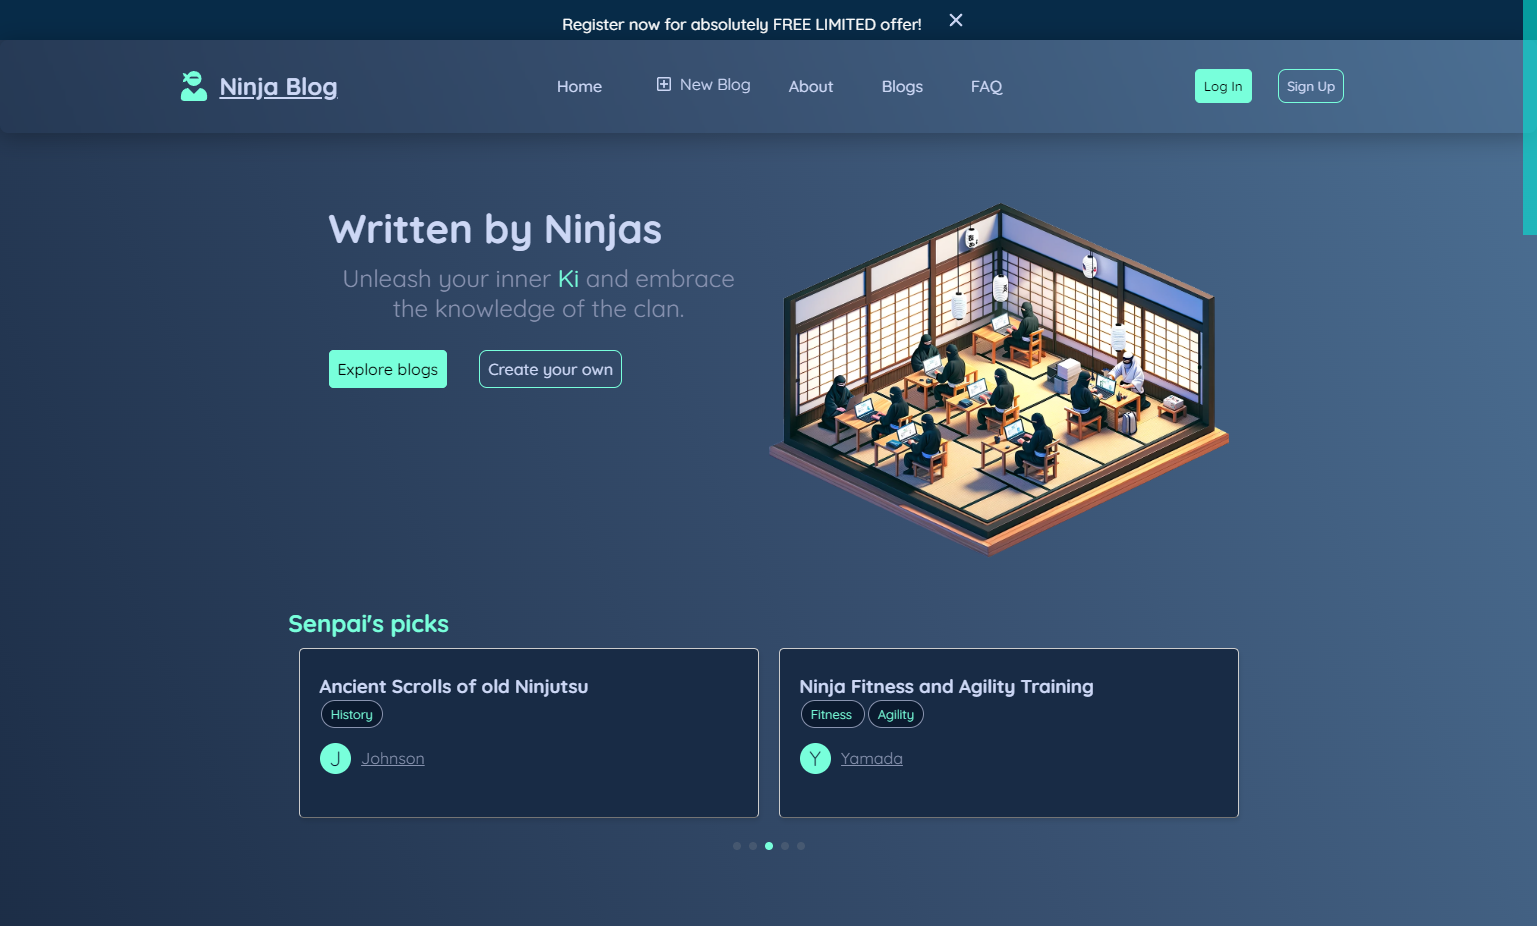 Register now for absolutely FREE LIMITED offer!
Ninja Blog
Home
New Blog
About
Blogs
FAQ
Log In
Sign Up
Written by Ninjas
Unleash your inner Ki and embrace
the knowledge of the clan.
Explore blogs
Create your own
Senpai's picks
Ancient Scrolls of old Ninjutsu
History
J Johnson
Ninja Fitness and Agility Training
Fitness Agility
Y Yamada